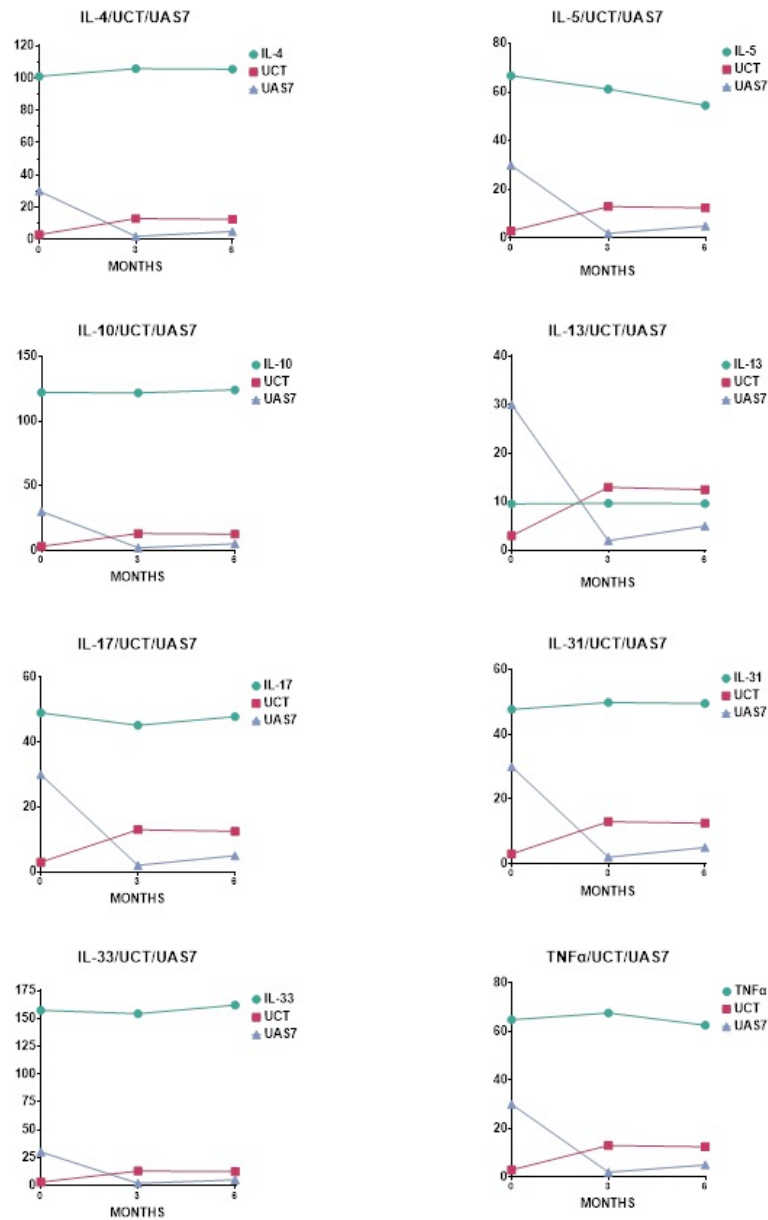 IL-4/UCT/UAS7
120
100
80
60
40
20
0
0 3 6
MONTHS
IL-4
UCT
UAS7
IL-5/UCT/UAS7
80
60
40
20
0
0 3 6
MONTHS
IL-5
UCT
UAS7
IL-10/UCT/UAS7
150
100
50
0
0 3 6
MONTHS
IL-10
UCT
UAS7
IL-13/UCT/UAS7
40
30
20
10
0
0 3 6
MONTHS
IL-13
UCT
UAS7
IL-17/UCT/UAS7
60
40
20
0
0 3 6
MONTHS
IL-17
UCT
UAS7
IL-31/UCT/UAS7
60
40
20
0
0 3 6
MONTHS
IL-31
UCT
UAS7
IL-33/UCT/UAS7
175
150
125
100
75
50
25
0
0 3 6
MONTHS
IL-33
UCT
UAS7
TNFα/UCT/UAS7
80
60
40
20
0
0 3 6
MONTHS
TNFα
UCT
UAS7